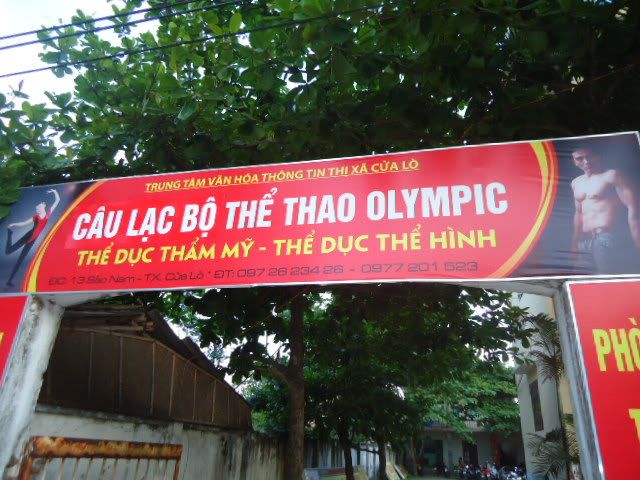 TRUNG TÂM VĂN HÓA THÔNG TIN THỊ XÃ CỬA LÒ
CÂU LẠC BỘ THỂ THAO OLYMPIC
THỂ DỤC THẨM MỸ - THỂ DỤC THỂ HÌNH
ĐC: 13 Sào Nam - TX. Cửa Lò * ĐT: 097 26 234 26 - 0977 201 523
PHÒ